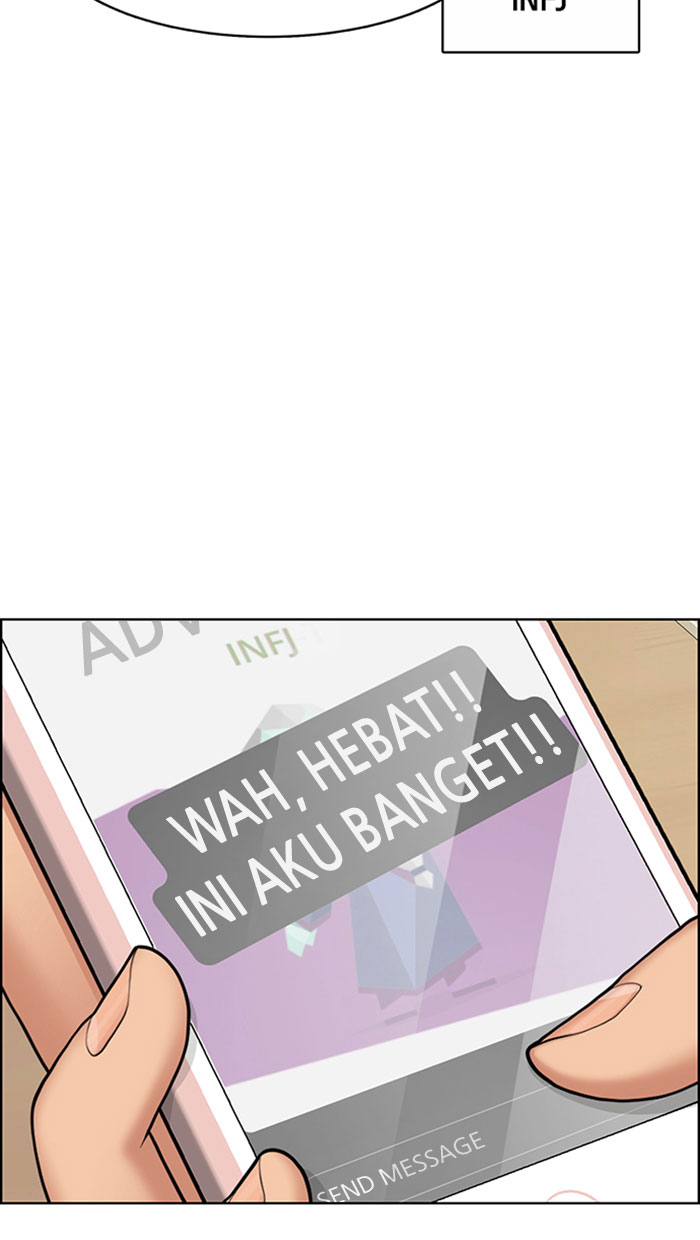 INFJ
INFJ
WAH, HEBAT!!
INI AKU BANGET!!
SEND MESSAGE